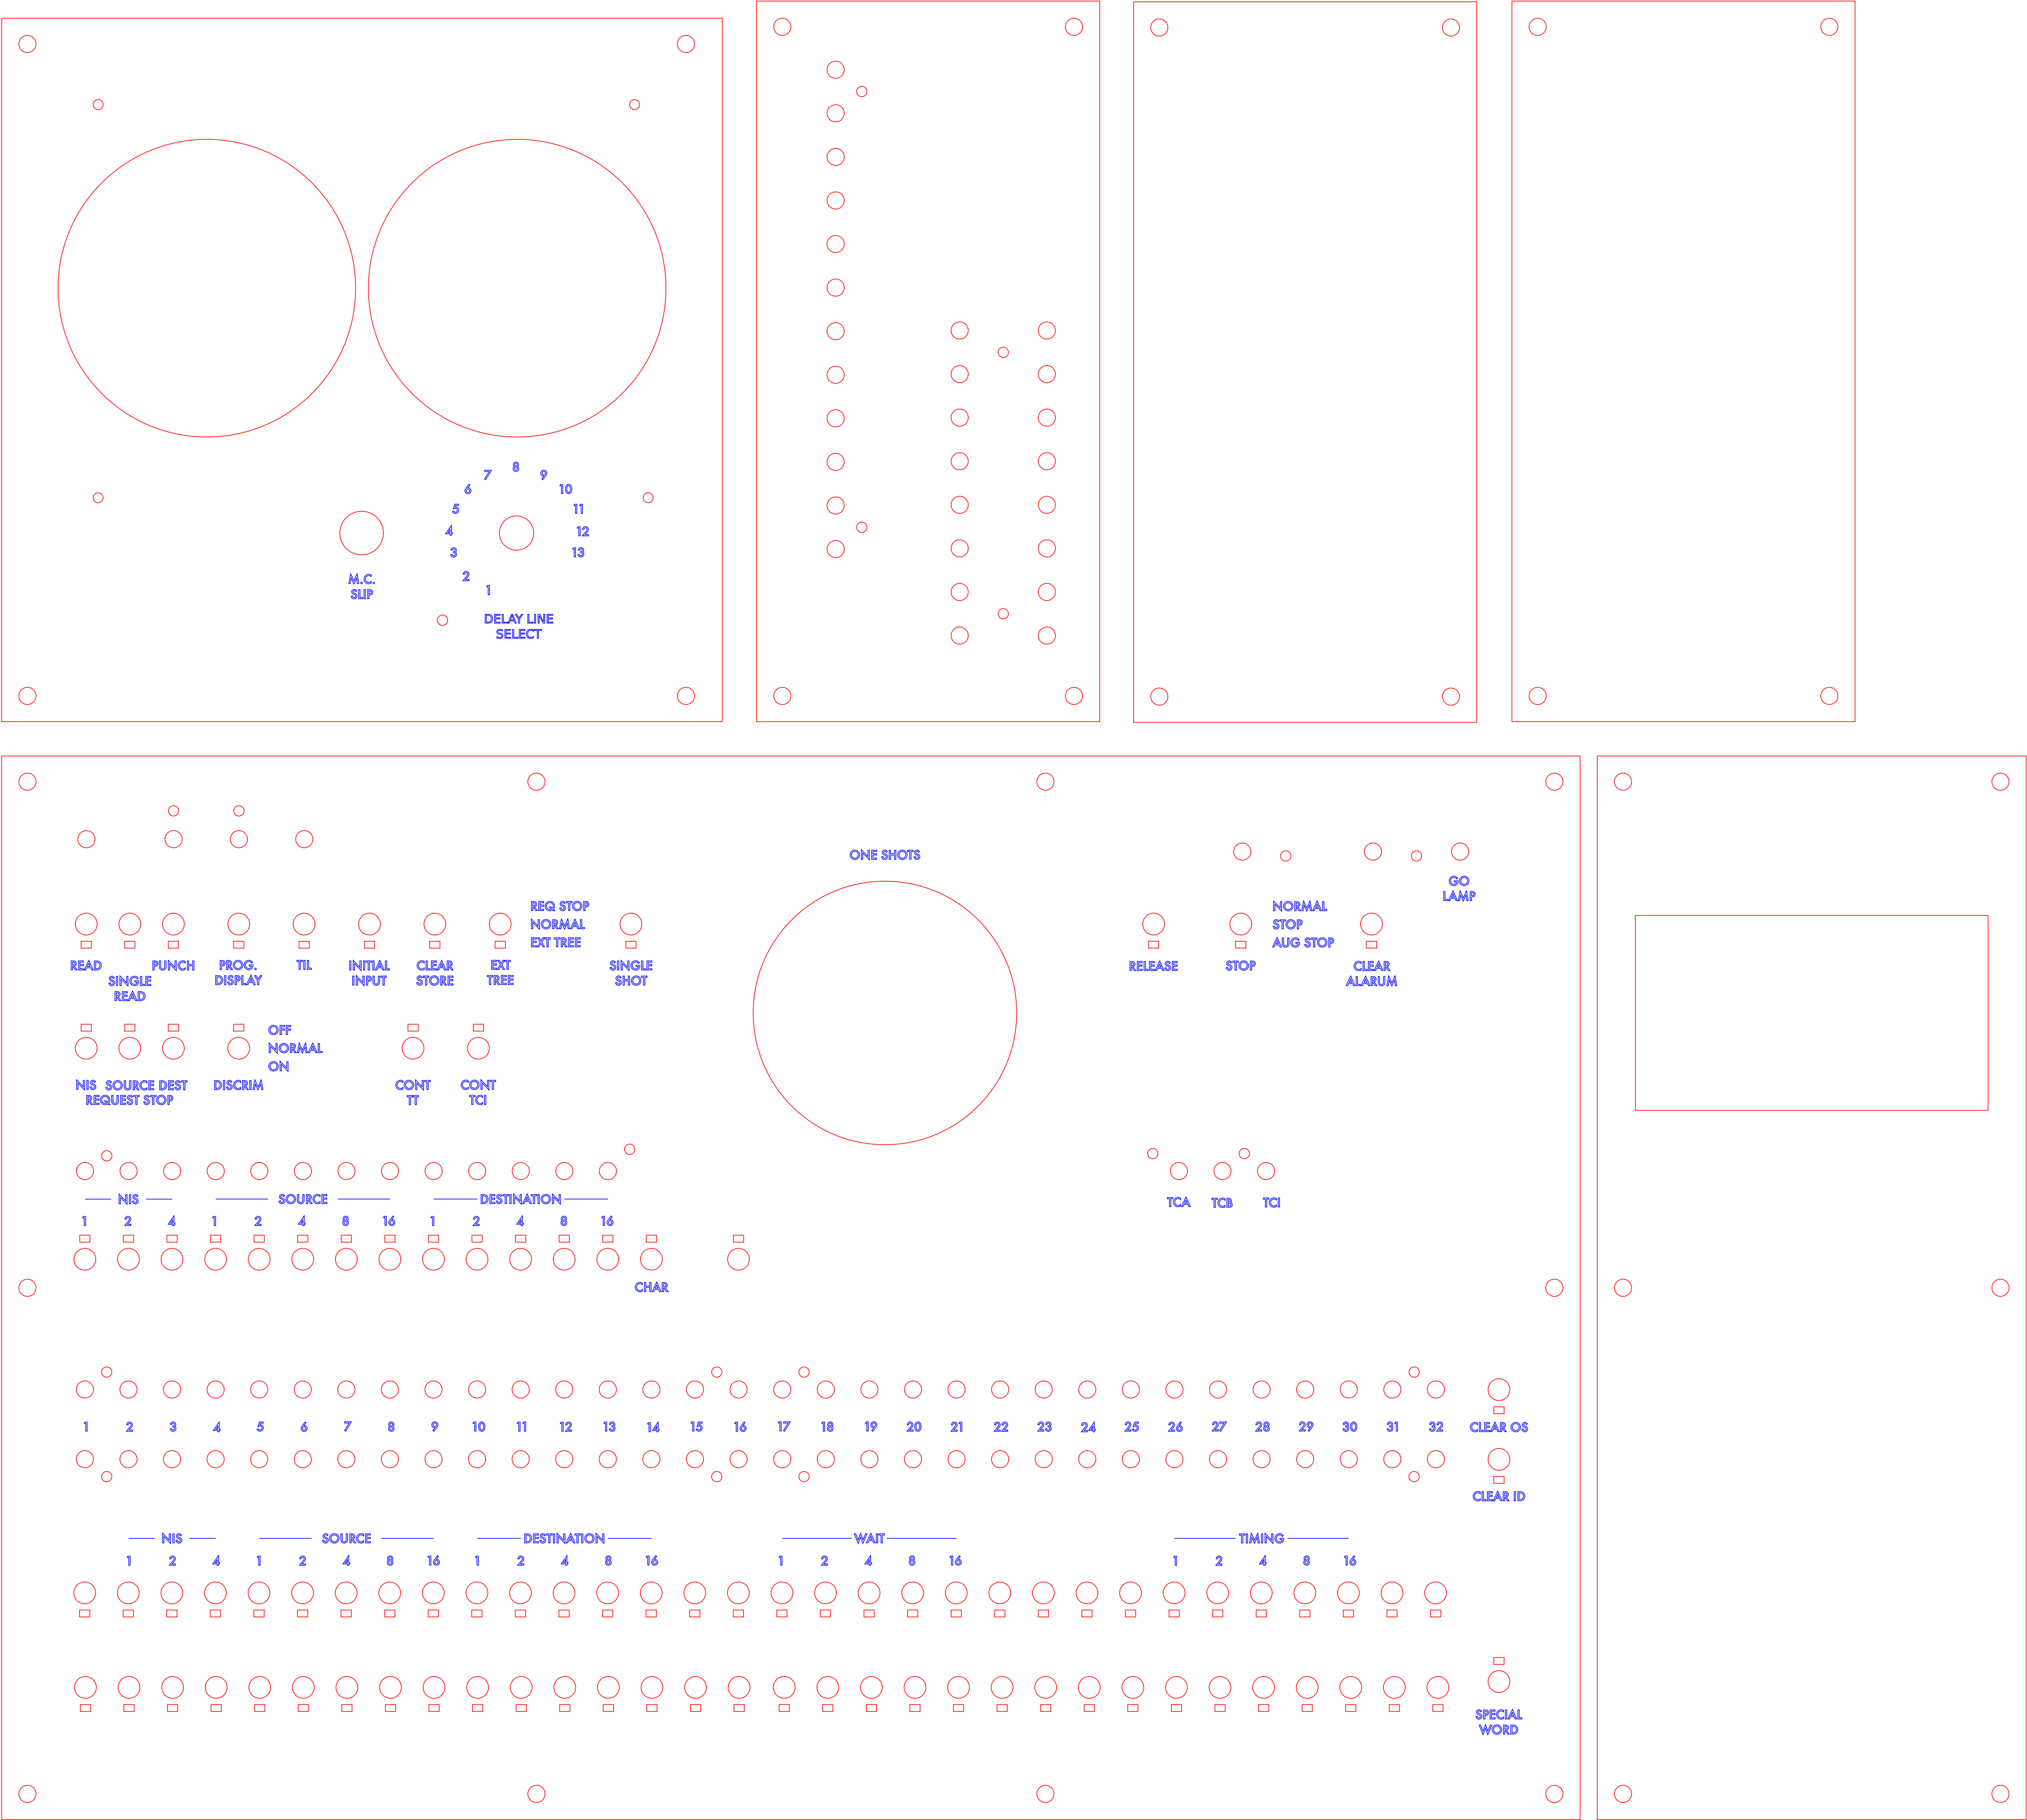 8
7 9
6 10
5 11
4 12
3 13
2
1
M.C.
SLIP
DELAY LINE
SELECT
ONE SHOTS
GO
LAMP
REQ STOP
NORMAL
EXT TREE
NORMAL
STOP
AUG STOP
READ
SINGLE
READ
PUNCH
PROG.
DISPLAY
TIL
INITIAL
INPUT
CLEAR
STORE
EXT
TREE
SINGLE
SHOT
RELEASE
STOP
CLEAR
ALARUM
OFF
NORMAL
ON
NIS SOURCE DEST
REQUEST STOP
DISCRIM
CONT
TT
CONT
TCI
NIS SOURCE DESTINATION
TCA TCB TCI
1 2 4 1 2 4 8 16 1 2 4 8 16
CHAR
1 2 3 4 5 6 7 8 9 10 11 12 13 14 15 16 17 18 19 20 21 22 23 24 25 26 27 28 29 30 31 32 CLEAR OS
CLEAR ID
NIS SOURCE DESTINATION WAIT TIMING
1 2 4 1 2 4 8 16 1 2 4 8 16 1 2 4 8 16 1 2 4 8 16
SPECIAL
WORD